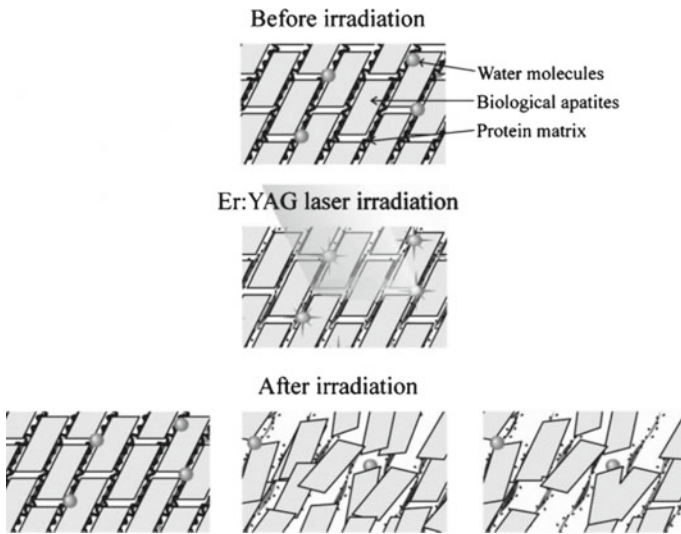 Before irradiation
Water molecules
Biological apatites
Protein matrix
Er:YAG laser irradiation
After irradiation